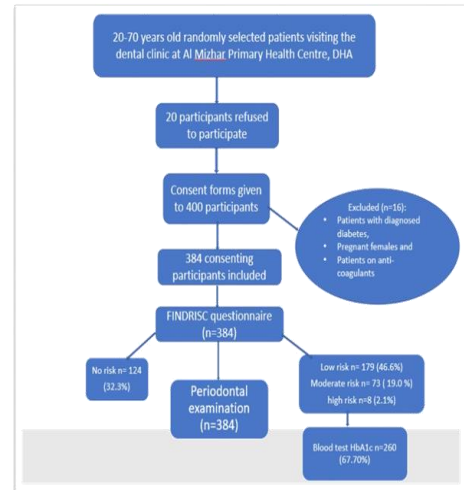 20-70 years old randomly selected patients visiting the
dental clinic at Al Mizhar Primary Health Centre, DHA
20 participants refused
to participate
Consent forms given
to 400 participants
Excluded (n=16):
• Patients with diagnosed
diabetes,
• Pregnant females and
• Patients on anti-
coagulants
384 consenting
participants included
FINDRISC questionnaire
(n=384)
No risk n= 124
(32.3%)
Periodontal
examination
(n=384)
Low risk n= 179 (46.6%)
Moderate risk n= 73 ( 19.0 %)
high risk n=8 (2.1%)
Blood test HbA1c n=260
(67.70%)